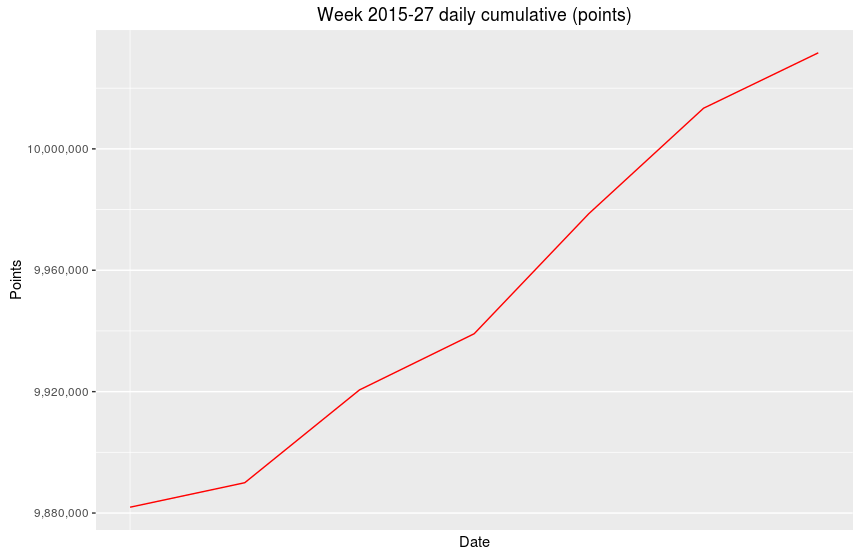 Week 2015-27 daily cumulative (points)
10,000,000
9,960,000
Points
9,920,000
9,880,000
Date